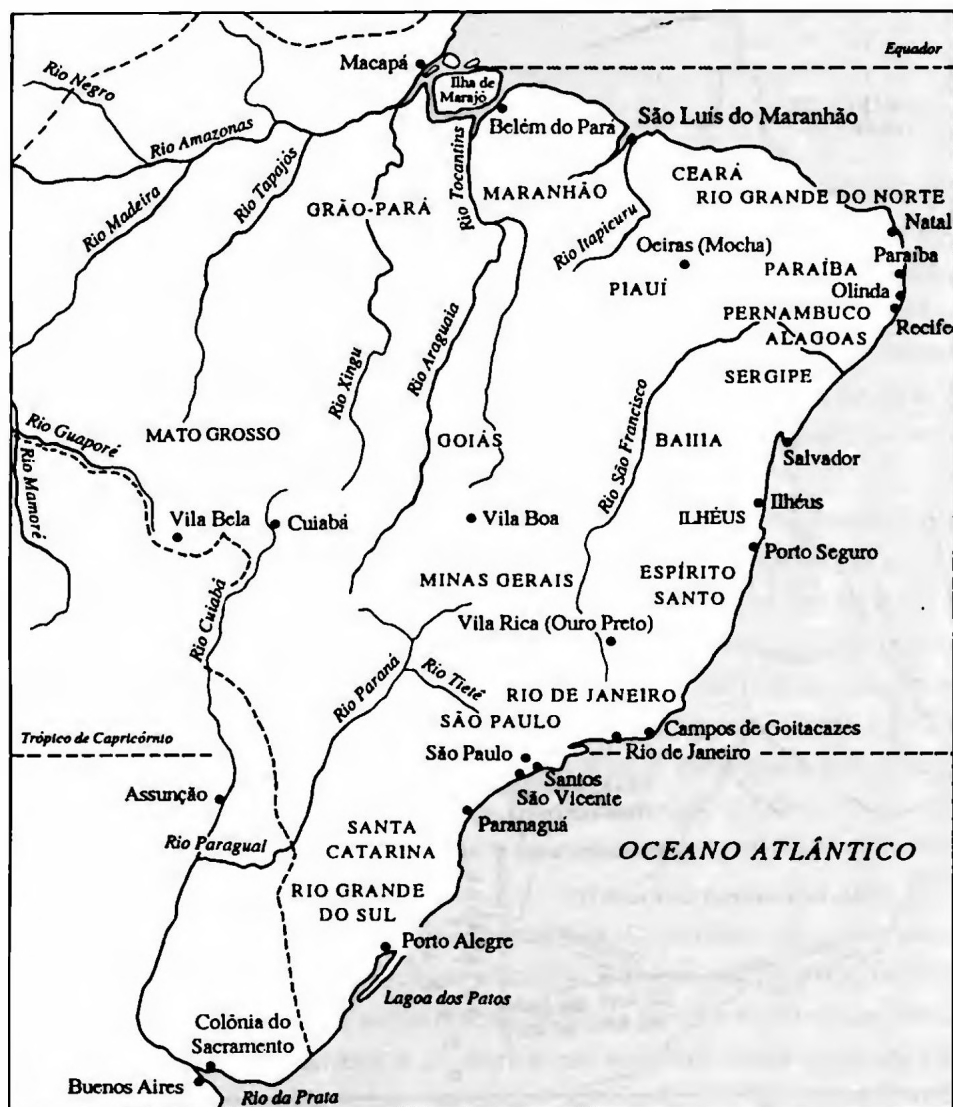 Equador
Macapá
Rio Negro
Ilha de
Marajó
Belém do Pará
São Luís do Maranhão
Rio Amazonas
Rio Tapajós
Rio Madeira
Rio Tocantins
MARANHÃO
CEARÁ
RIO GRANDE DO NORTE
GRÃO-PARÁ
Natal
Rio Itapicuru
Oeiras (Mocha)
Paraíba
PARAÍBA
PIAUÍ
Olinda
PERNAMBUCO
Recife
ALAGOAS
Rio Xingu
Rio Araguaia
SERGIPE
Rio São Francisco
MATO GROSSO
GOIÁS
BAHIA
Rio Guaporé
Salvador
Rio Mamoré
Vila Bela
Cuiabá
Vila Boa
ILHÉUS
Ilhéus
Porto Seguro
MINAS GERAIS
ESPÍRITO
SANTO
Rio Cuiabá
Vila Rica (Ouro Preto)
Rio Paraná
Rio Tietê
RIO DE JANEIRO
SÃO PAULO
Trópico de Capricórnio
Campos de Goitacazes
São Paulo
Rio de Janeiro
Santos
São Vicente
Assunção
Paranaguá
Rio Paraguai
SANTA
CATARINA
OCEANO ATLÂNTICO
RIO GRANDE
DO SUL
Porto Alegre
Lagoa dos Patos
Colônia do
Sacramento
Buenos Aires
Rio da Prata